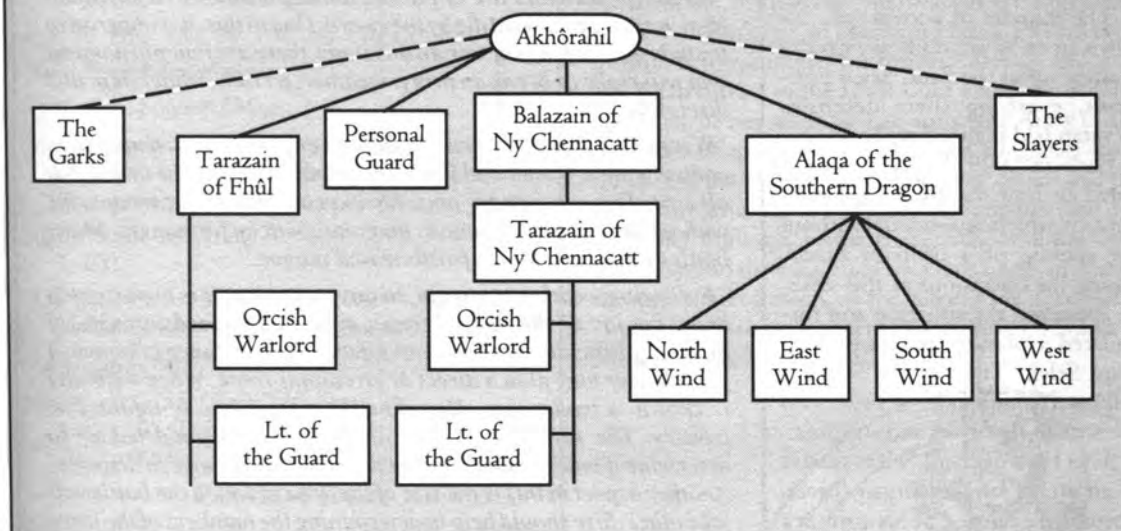 Akhôrahil
The
Garks
Tarazain
of Fhûl
Personal
Guard
Balazain of
Ny Chennacatt
Alaqa of the
Southern Dragon
The
Slayers
Tarazain of
Ny Chennacatt
Orcish
Warlord
Orcish
Warlord
North
Wind
East
Wind
South
Wind
West
Wind
Lt. of
the Guard
Lt. of
the Guard